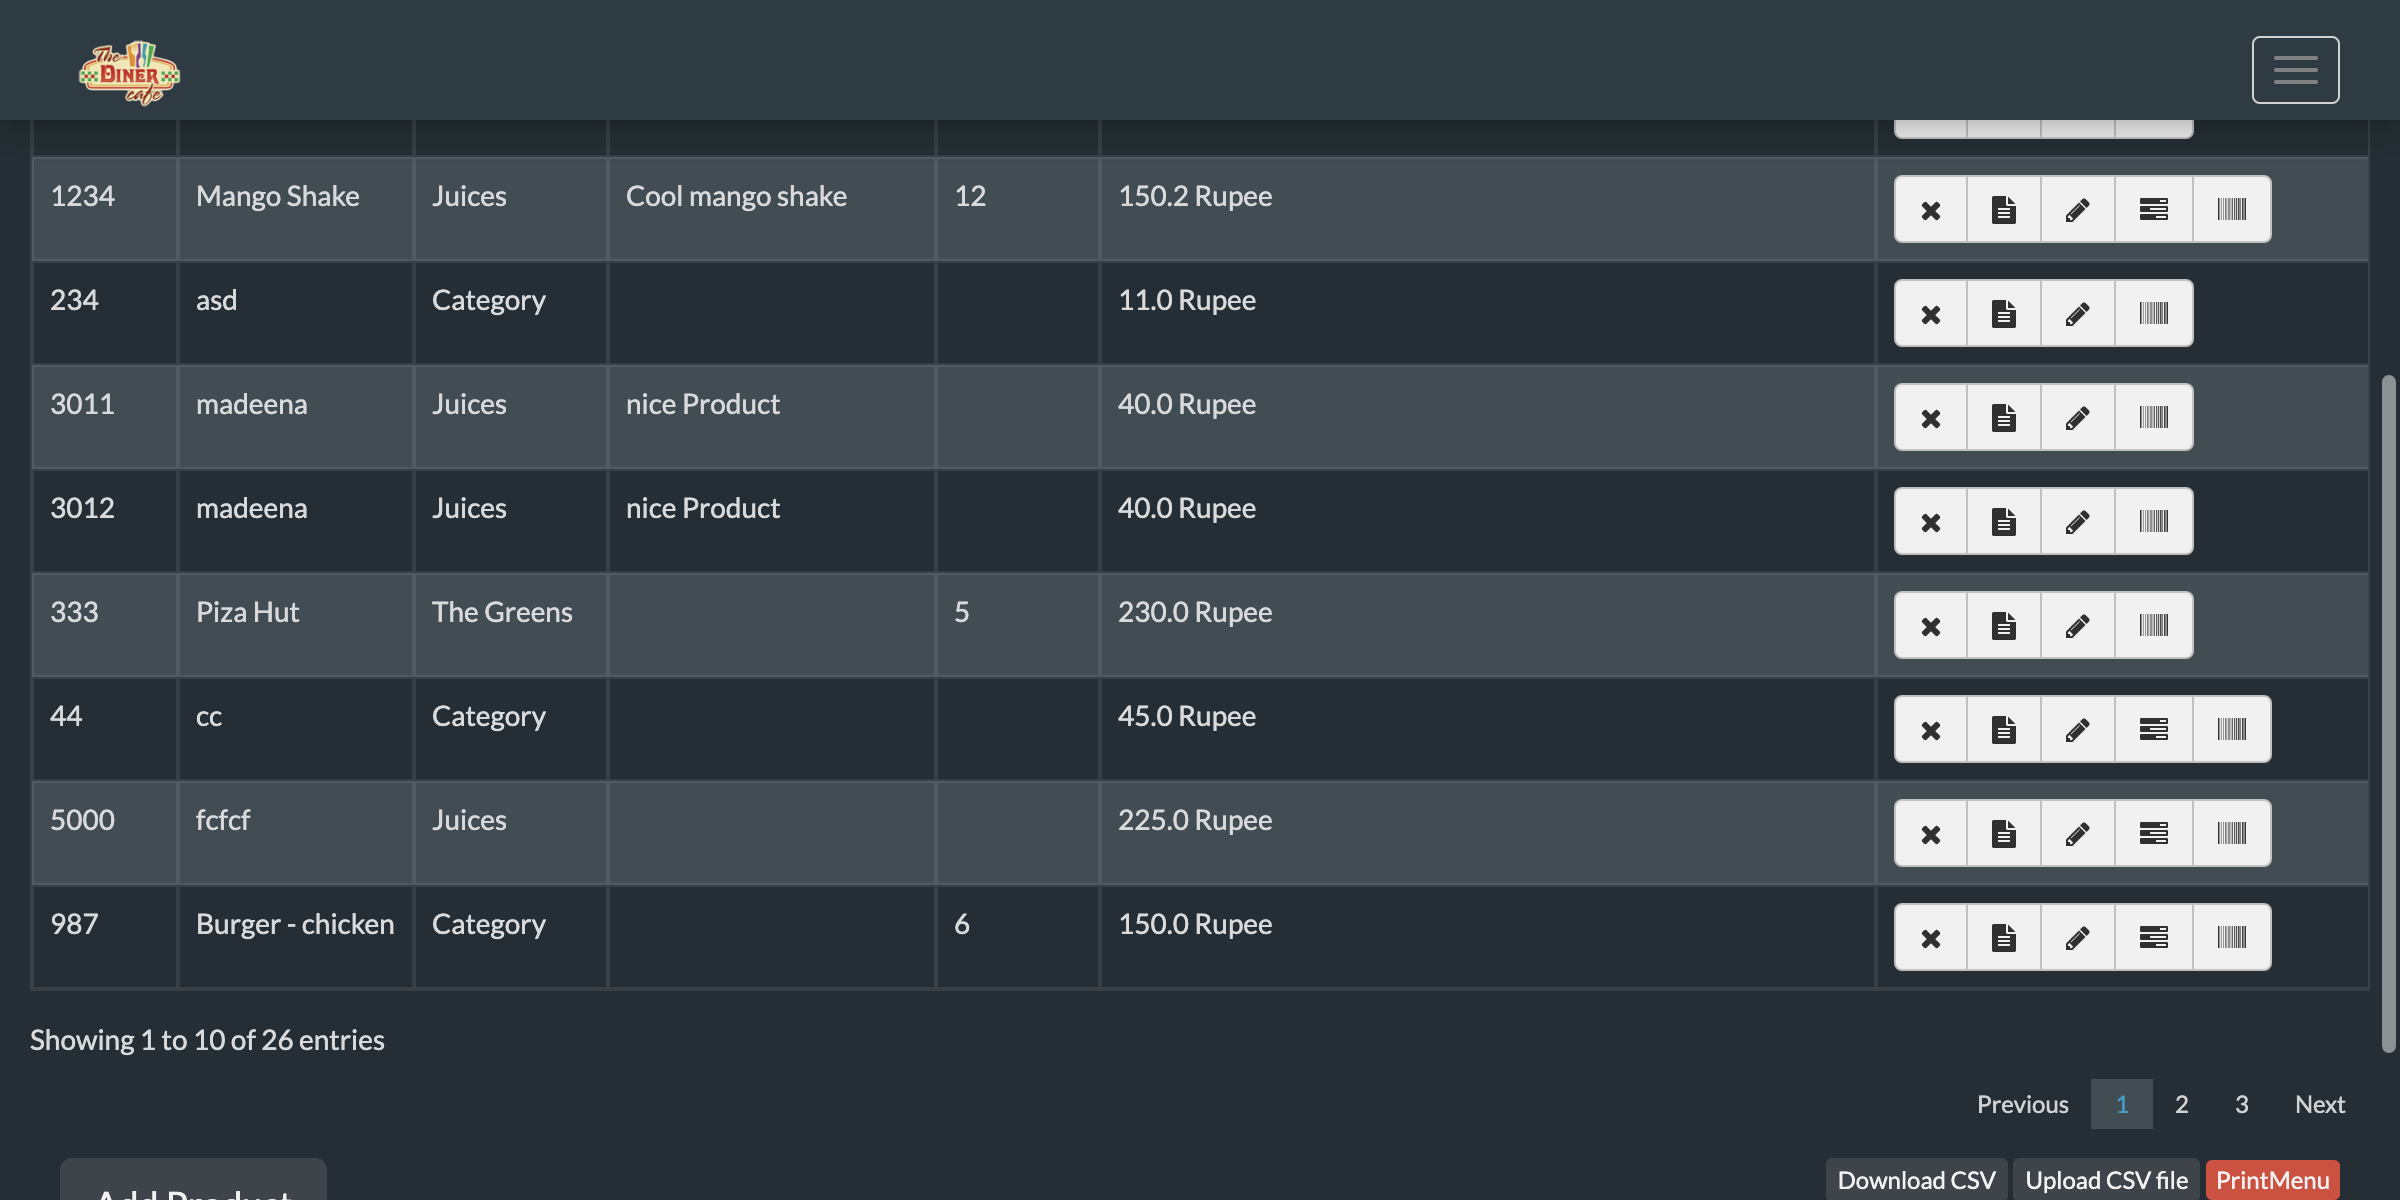 The
DINER
cafe
1234 Mango Shake Juices Cool mango shake 12 150.2 Rupee
234 asd Category 11.0 Rupee
3011 madeena Juices nice Product 40.0 Rupee
3012 madeena Juices nice Product 40.0 Rupee
333 Piza Hut The Greens 5 230.0 Rupee
44 cc Category 45.0 Rupee
5000 fcfcf Juices 225.0 Rupee
987 Burger - chicken Category 6 150.0 Rupee
Showing 1 to 10 of 26 entries
Previous 1 2 3 Next
Add Product
Download CSV Upload CSV file PrintMenu